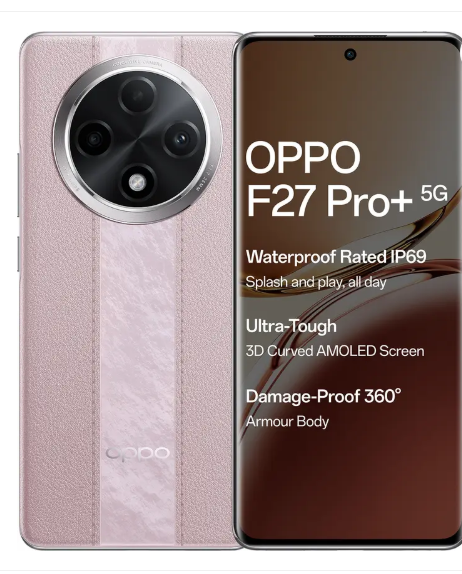 OPPO
F27 Pro+ 5G
Waterproof Rated IP69
Splash and play, all day
Ultra-Tough
3D Curved AMOLED Screen
Damage-Proof 360°
Armour Body
oppo